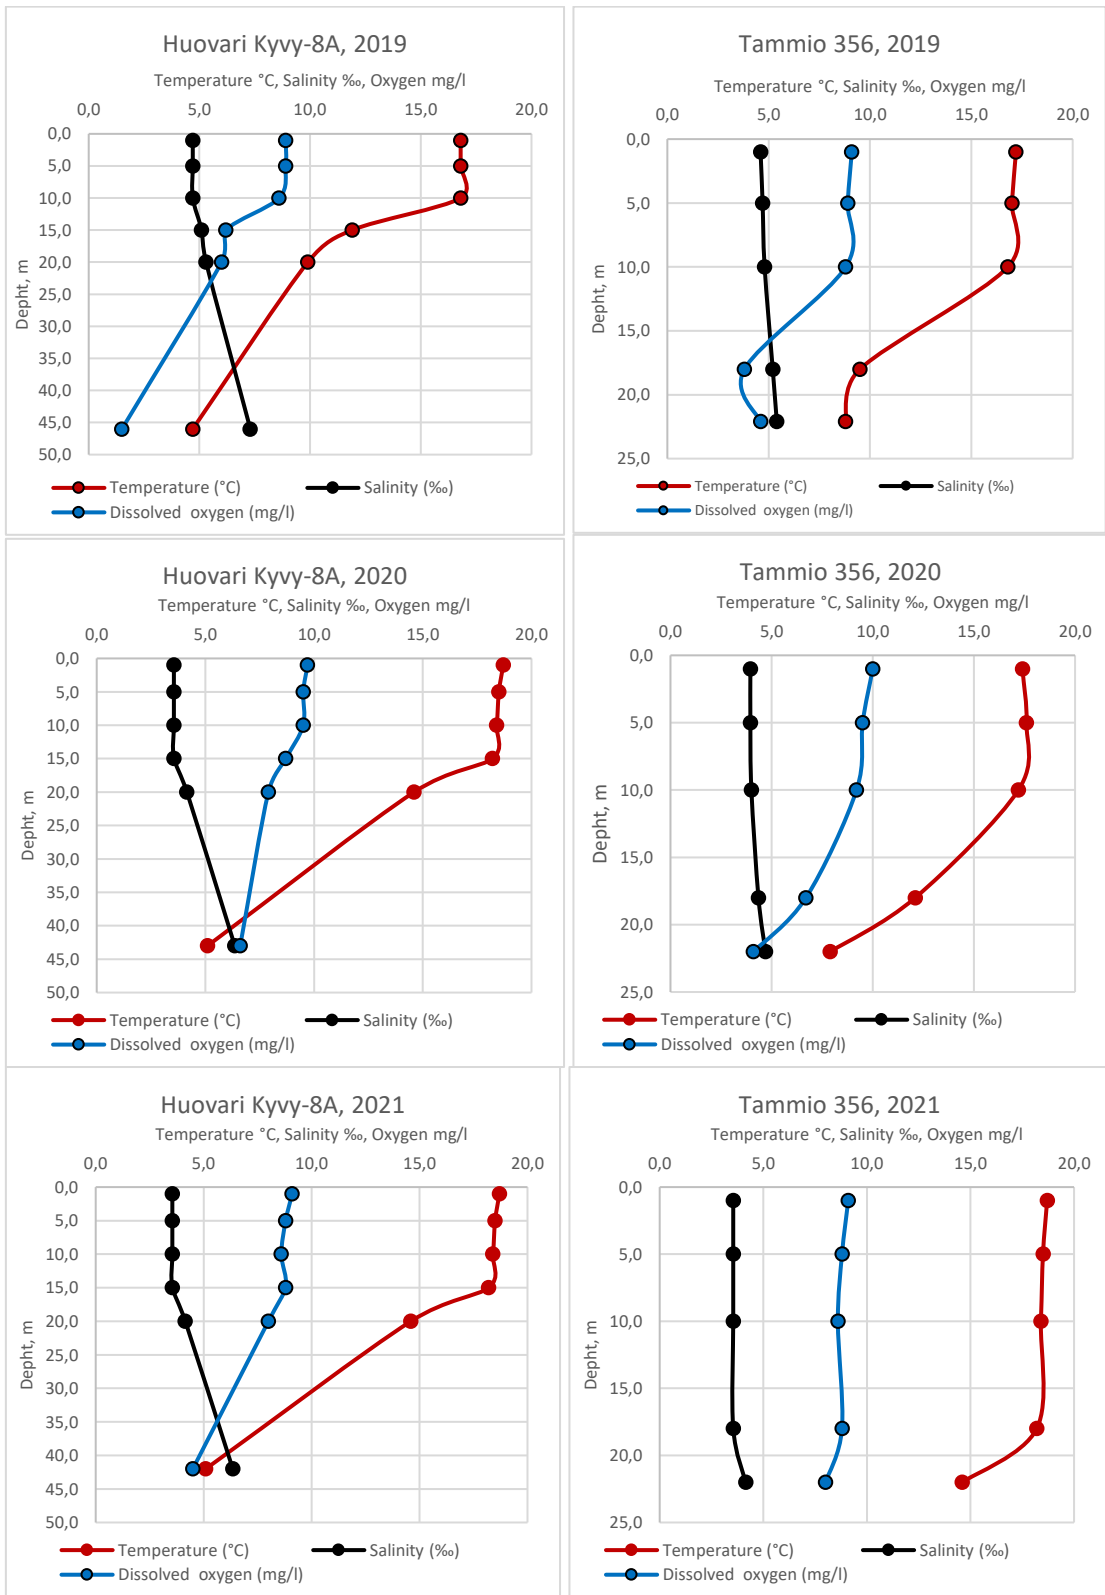 Huovari Kyvy-8A, 2019
Temperature °C, Salinity ‰, Oxygen mg/l
0,0 5,0 10,0 15,0 20,0
0,0
5,0
10,0
15,0
20,0
25,0
30,0
35,0
40,0
45,0
50,0
Depht, m
Temperature (°C) Salinity (‰)
Dissolved oxygen (mg/l)
Tammio 356, 2019
Temperature °C, Salinity ‰, Oxygen mg/l
0,0 5,0 10,0 15,0 20,0
0,0
5,0
10,0
15,0
20,0
25,0
Depht, m
Temperature (°C) Salinity (‰)
Dissolved oxygen (mg/l)
Huovari Kyvy-8A, 2020
Temperature °C, Salinity ‰, Oxygen mg/l
0,0 5,0 10,0 15,0 20,0
0,0
5,0
10,0
15,0
20,0
25,0
30,0
35,0
40,0
45,0
50,0
Depht, m
Temperature (°C) Salinity (‰)
Dissolved oxygen (mg/l)
Tammio 356, 2020
Temperature °C, Salinity ‰, Oxygen mg/l
0,0 5,0 10,0 15,0 20,0
0,0
5,0
10,0
15,0
20,0
25,0
Depht, m
Temperature (°C) Salinity (‰)
Dissolved oxygen (mg/l)
Huovari Kyvy-8A, 2021
Temperature °C, Salinity ‰, Oxygen mg/l
0,0 5,0 10,0 15,0 20,0
0,0
5,0
10,0
15,0
20,0
25,0
30,0
35,0
40,0
45,0
50,0
Depht, m
Temperature (°C) Salinity (‰)
Dissolved oxygen (mg/l)
Tammio 356, 2021
Temperature °C, Salinity ‰, Oxygen mg/l
0,0 5,0 10,0 15,0 20,0
0,0
5,0
10,0
15,0
20,0
25,0
Depht, m
Temperature (°C) Salinity (‰)
Dissolved oxygen (mg/l)